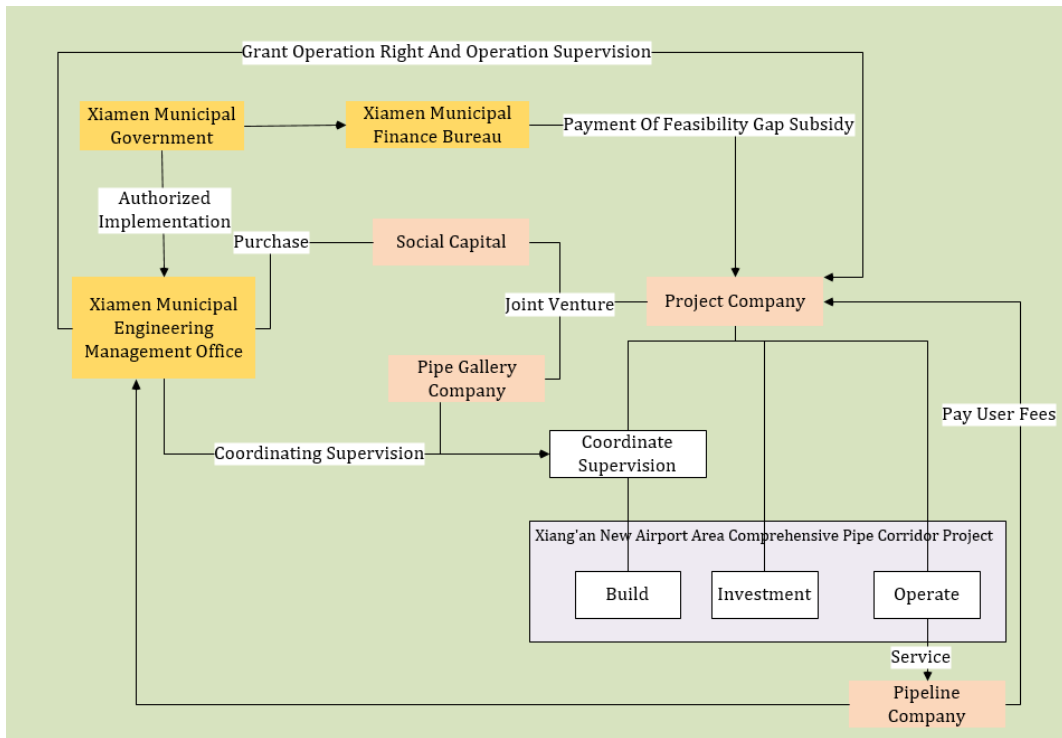 Grant Operation Right And Operation Supervision
Xiamen Municipal
Government
Xiamen Municipal
Finance Bureau
Payment Of Feasibility Gap Subsidy
Authorized
Implementation
Purchase
Social Capital
Xiamen Municipal
Engineering
Management Office
Joint Venture
Project Company
Pipe Gallery
Company
Pay User Fees
Coordinating Supervision
Coordinate
Supervision
Xiang'an New Airport Area Comprehensive Pipe Corridor Project
Build
Investment
Operate
Service
Pipeline
Company